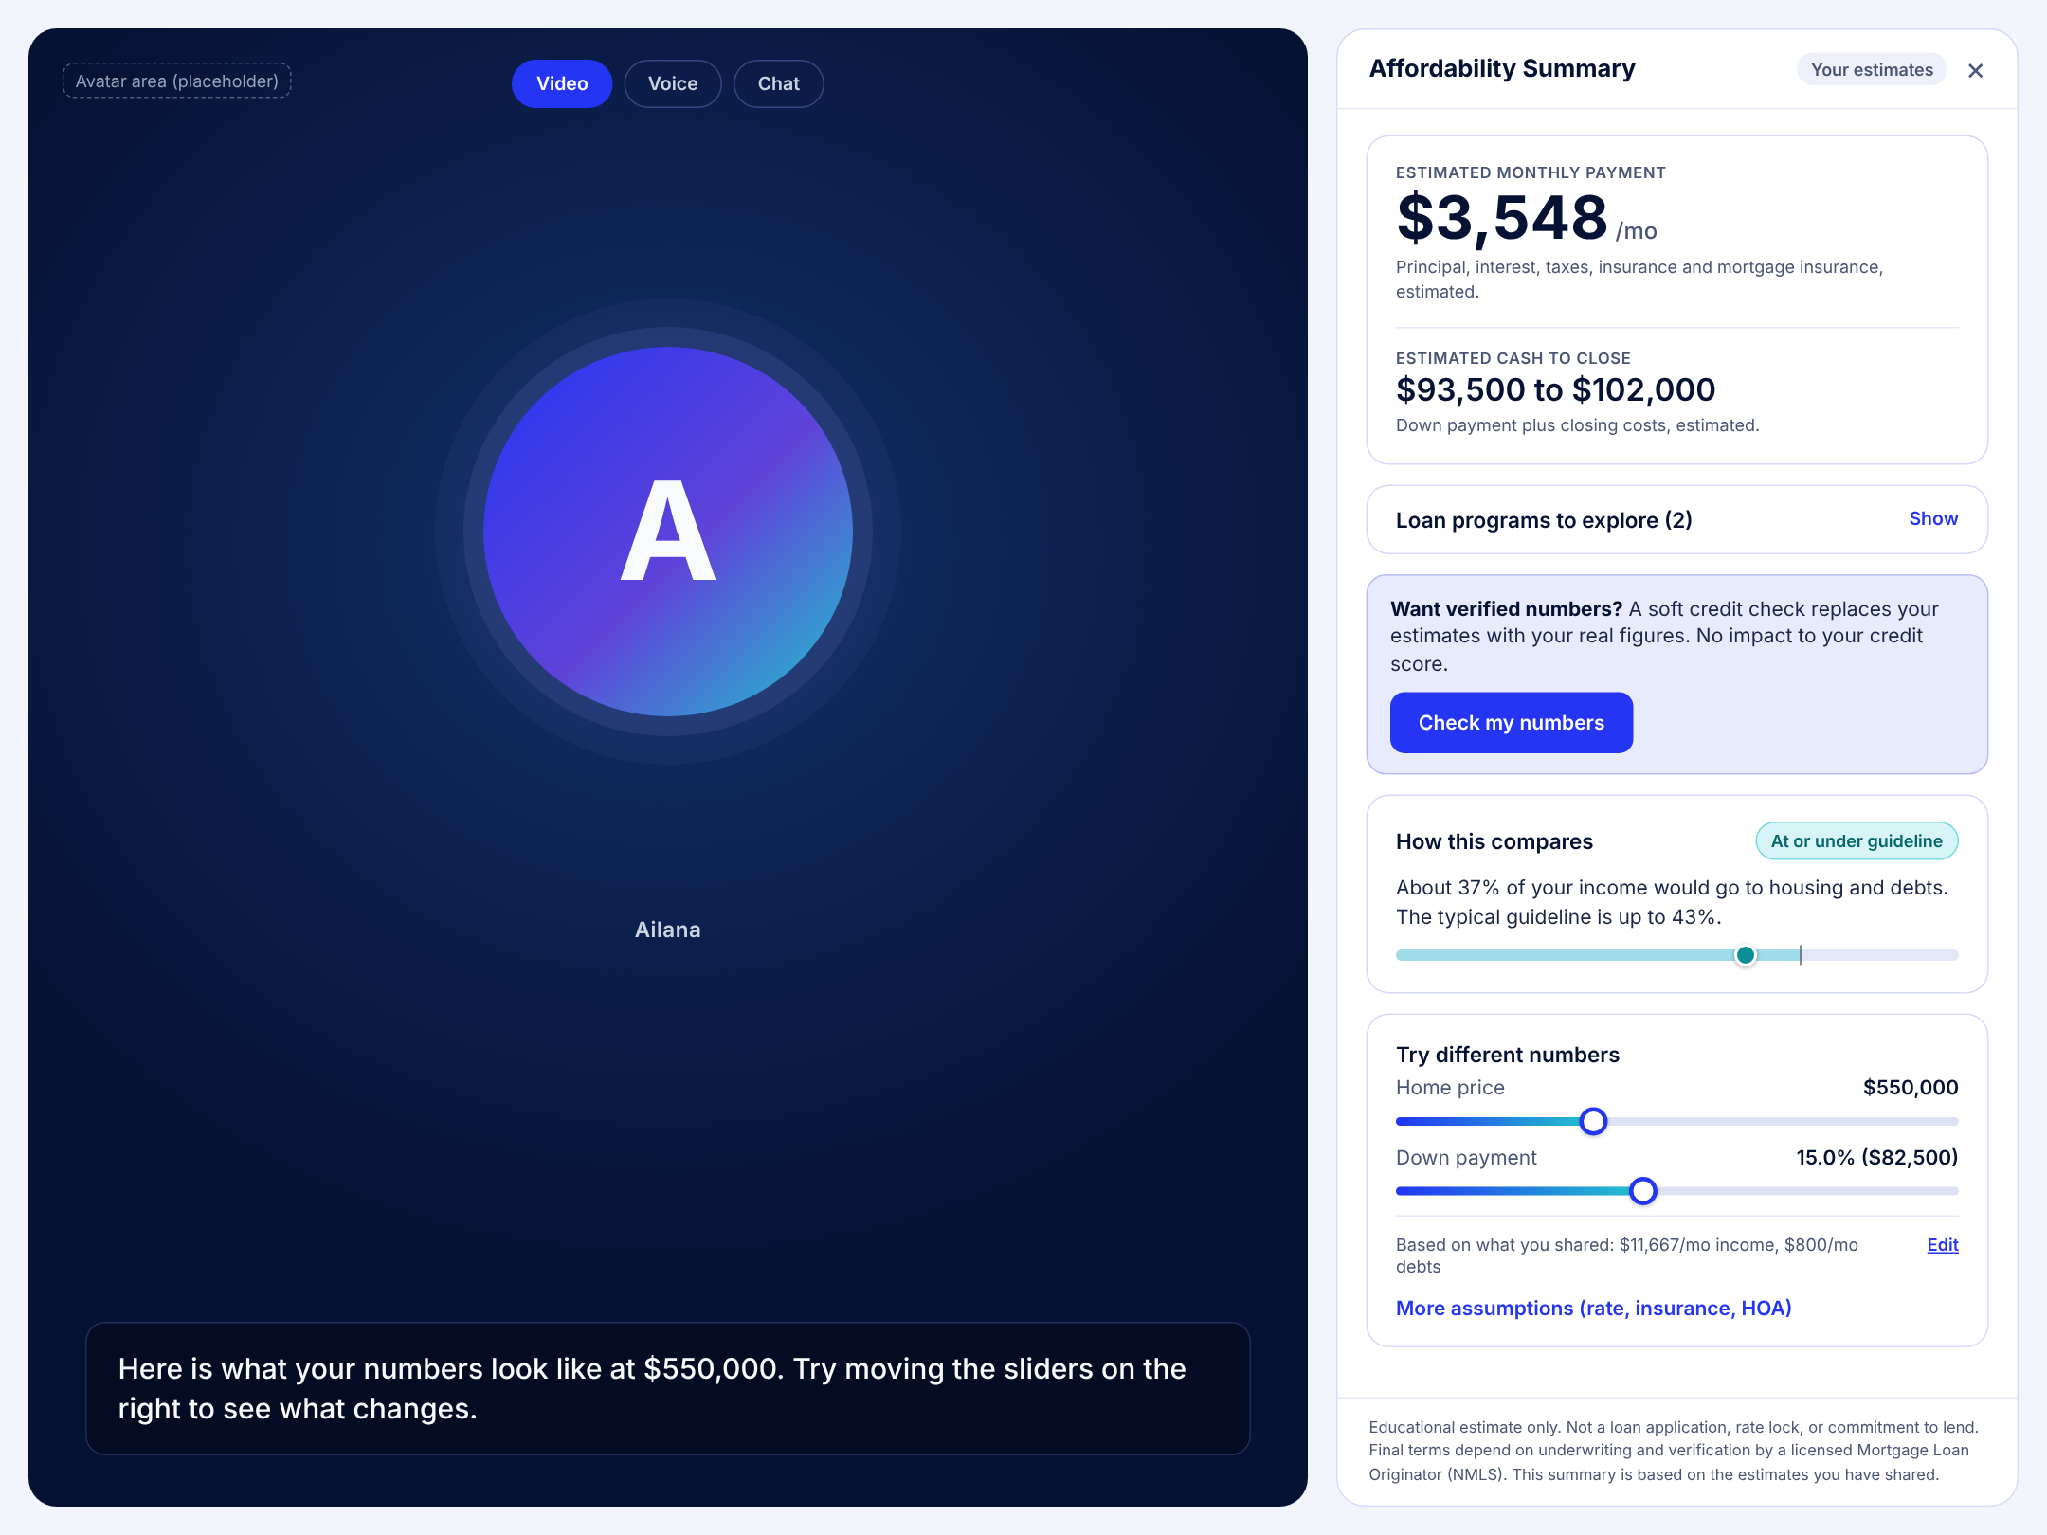 Avatar area (placeholder)
Video
Voice
Chat
A
Ailana
Here is what your numbers look like at $550,000. Try moving the sliders on the
right to see what changes.
Affordability Summary
Your estimates
ESTIMATED MONTHLY PAYMENT
$3,548 /mo
Principal, interest, taxes, insurance and mortgage insurance,
estimated.
ESTIMATED CASH TO CLOSE
$93,500 to $102,000
Down payment plus closing costs, estimated.
Loan programs to explore (2)
Show
Want verified numbers? A soft credit check replaces your
estimates with your real figures. No impact to your credit
score.
Check my numbers
How this compares
At or under guideline
About 37% of your income would go to housing and debts.
The typical guideline is up to 43%.
Try different numbers
Home price
$550,000
Down payment
15.0% ($82,500)
Based on what you shared: $11,667/mo income, $800/mo
debts
Edit
More assumptions (rate, insurance, HOA)
Educational estimate only. Not a loan application, rate lock, or commitment to lend.
Final terms depend on underwriting and verification by a licensed Mortgage Loan
Originator (NMLS). This summary is based on the estimates you have shared.